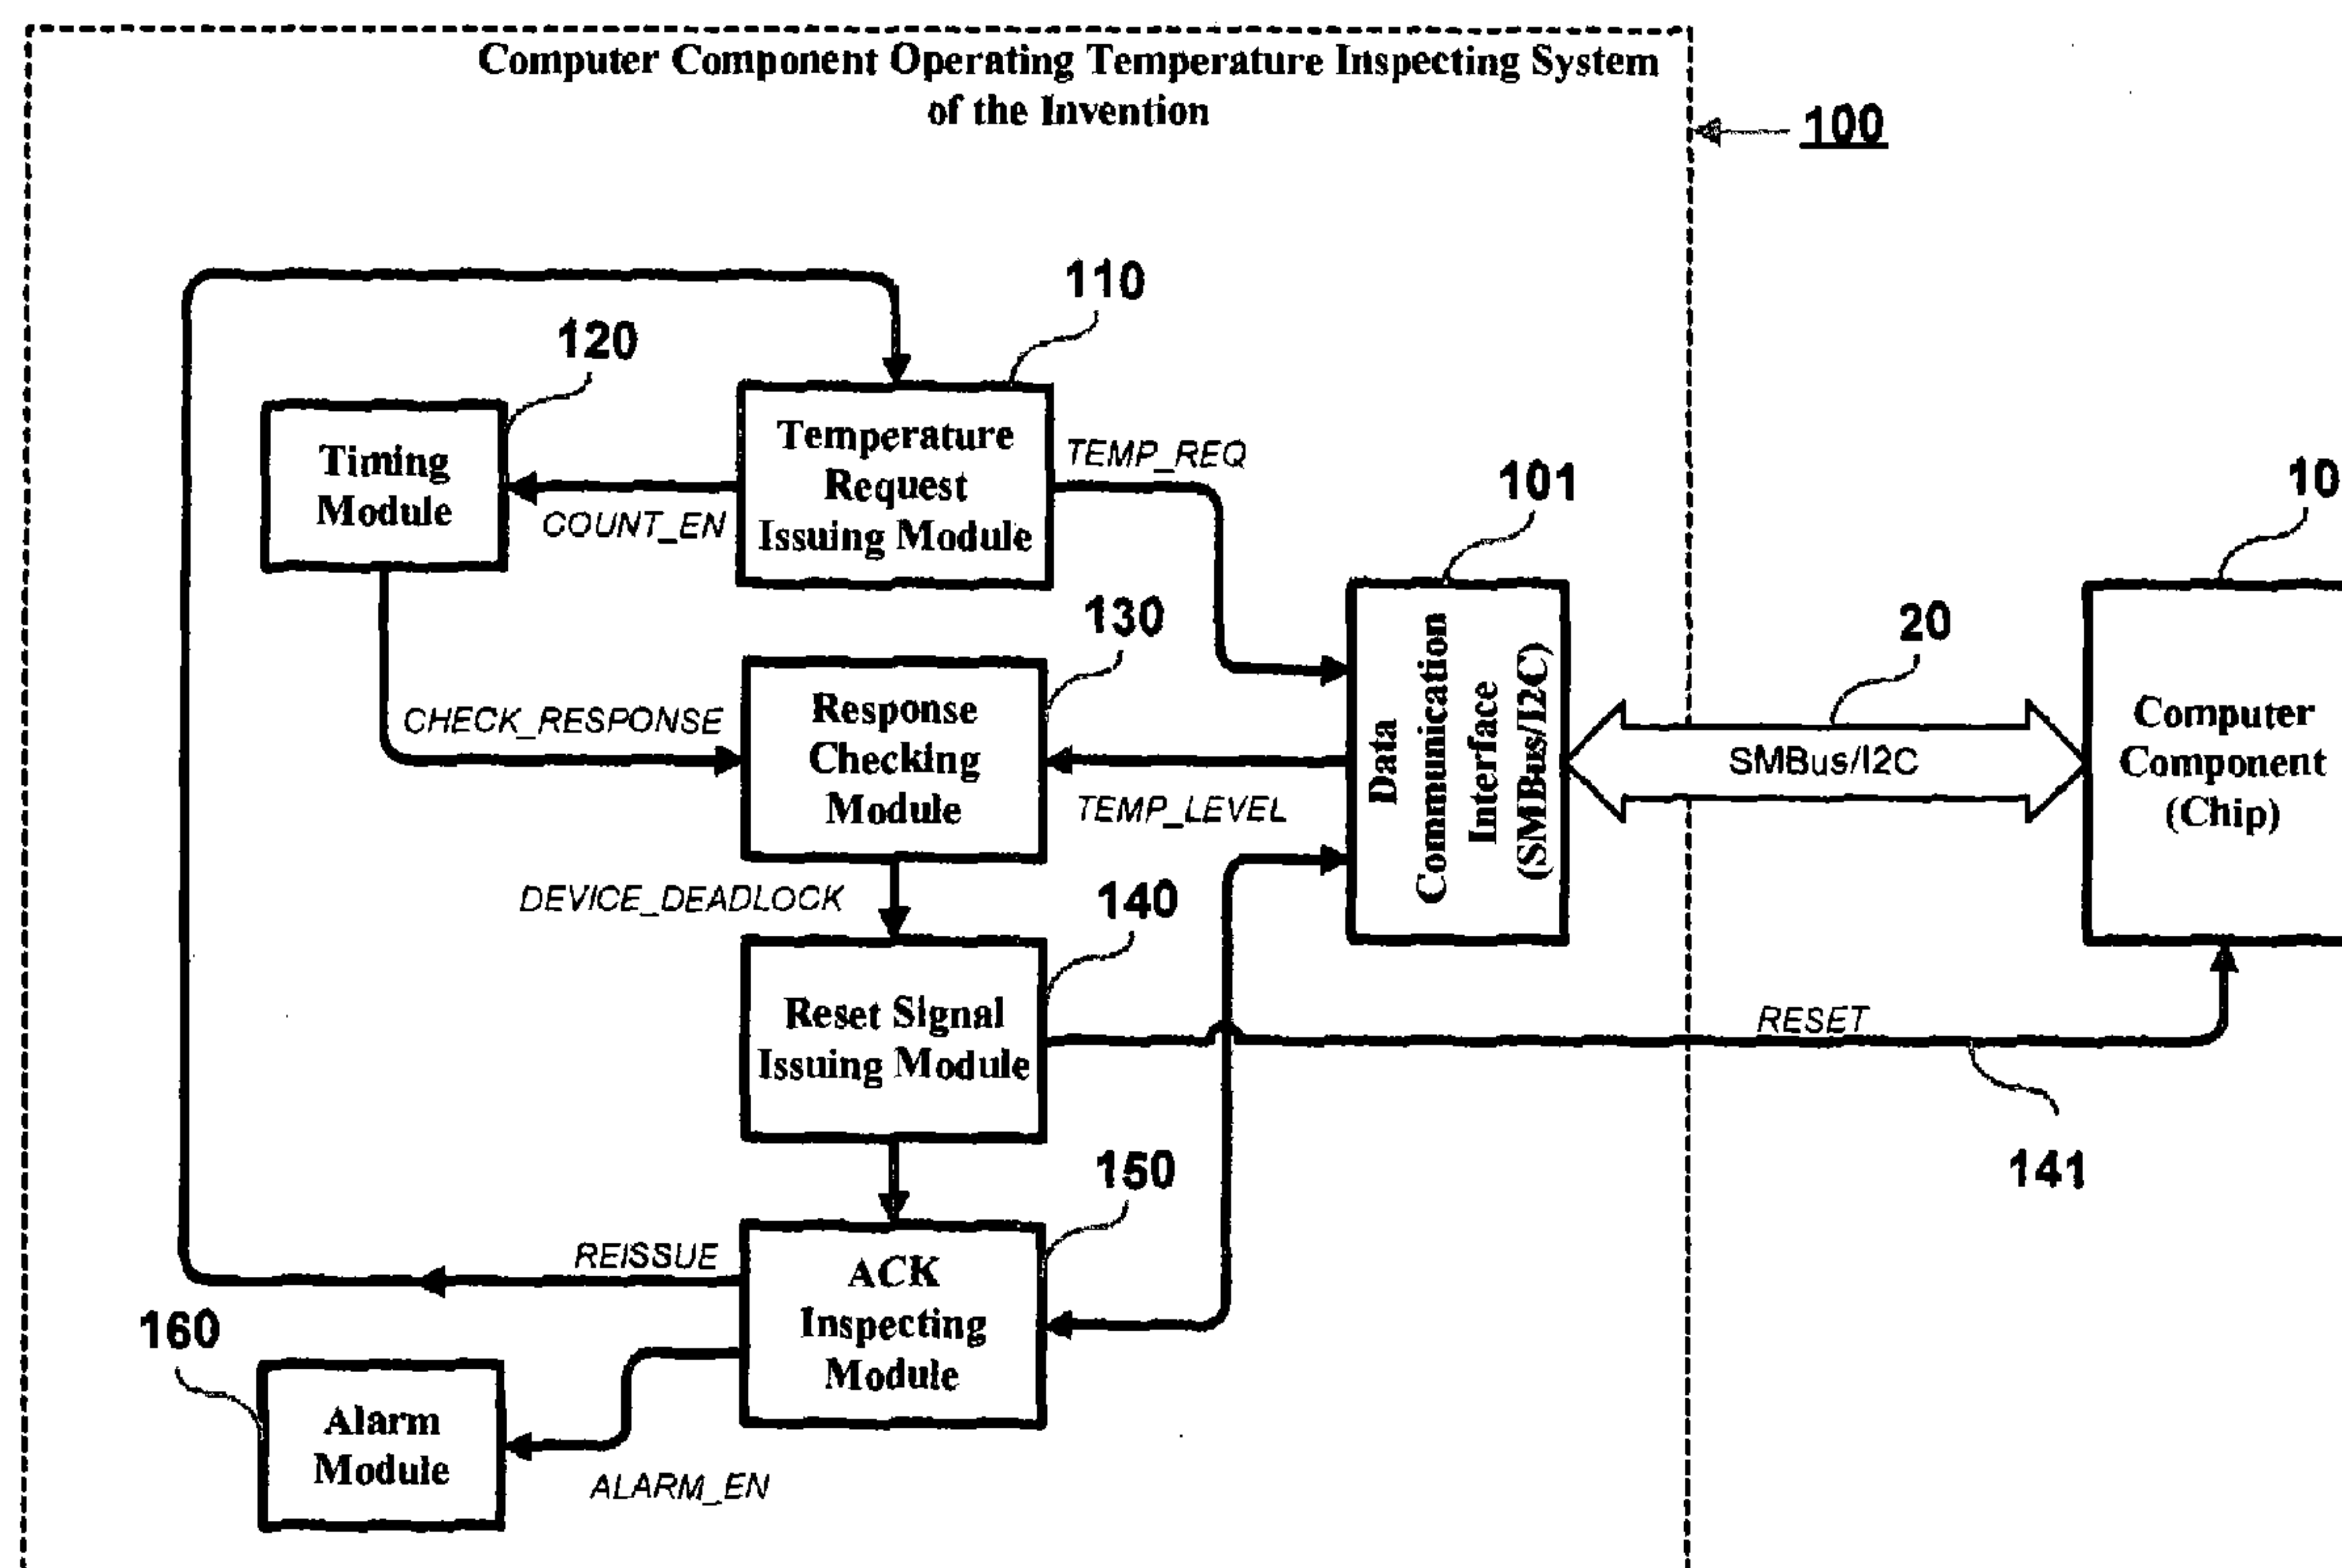 Computer Component Operating Temperature Inspecting System
of the Invention
100
110
120
Temperature
Request
Issuing Module
Timing
Module
TEMP_REQ
COUNT_EN
101
10
130
20
Response
Checking
Module
CHECK_RESPONSE
TEMP_LEVEL
Data
Communication
Interface
(SMBus/I2C)
SMBus/I2C
Computer
Component
(Chip)
DEVICE_DEADLOCK
140
Reset Signal
Issuing Module
RESET
141
150
REISSUE
ACK
Inspecting
Module
160
Alarm
Module
ALARM_EN